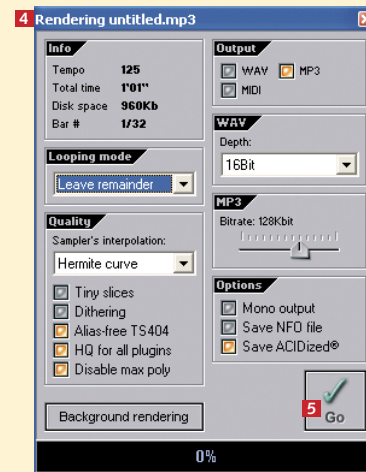 4 Rendering untitled.mp3
Info
Tempo 125
Total time 1'01"
Disk space 960Kb
Bar # 1/32
Looping mode
Leave remainder
Quality
Sampler's interpolation:
Hermite curve
Tiny slices
Dithering
Alias-free TS404
HQ for all plugins
Disable max poly
Background rendering
Output
WAV MP3
MIDI
WAV
Depth:
16Bit
MP3
Bitrate: 128Kbit
Options
Mono output
Save NFO file
Save ACIDized®
5 Go
0%